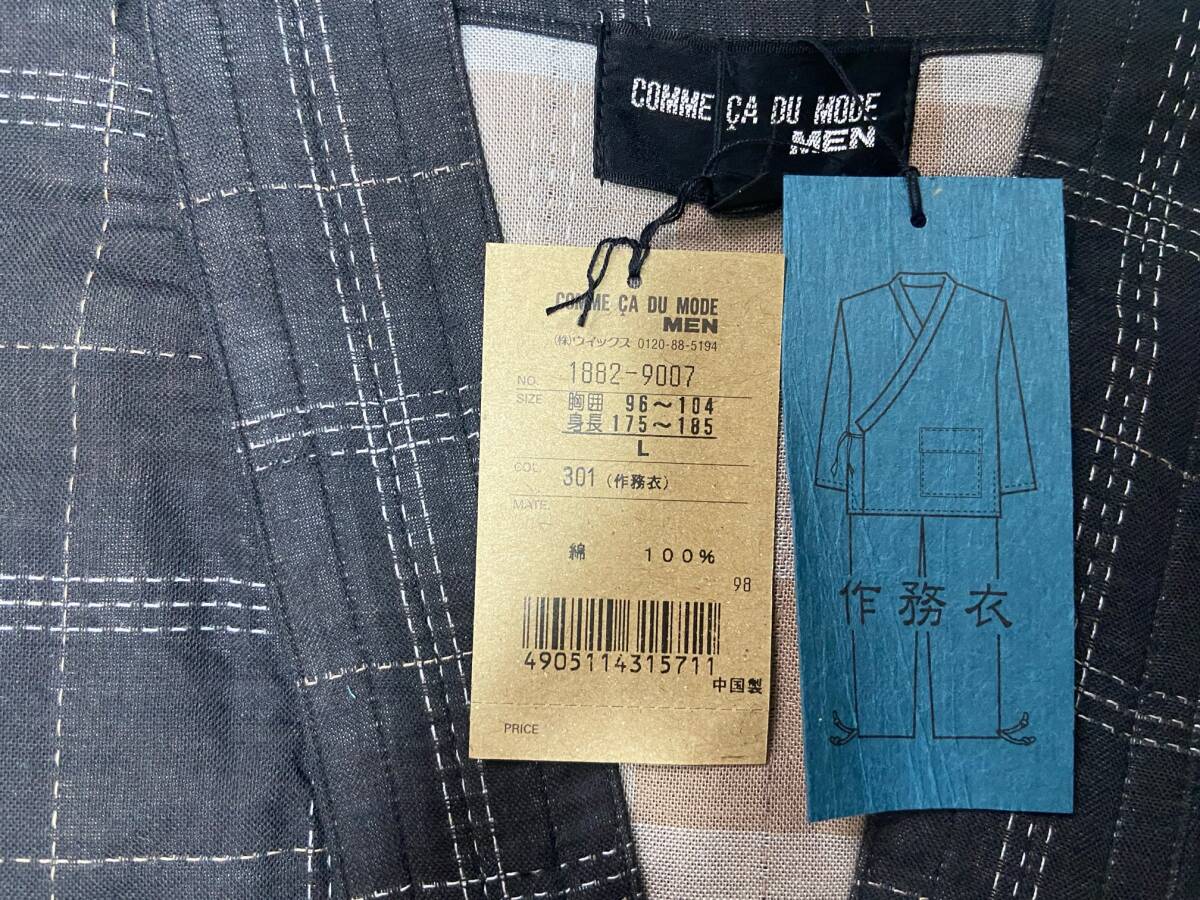 COMME ÇA DU MODE
MEN
COMME ÇA DU MODE
MEN
(株)ウイックス 0120-88-5194
NO. 1882-9007
SIZE 胸囲 96～104
身長 175～185
L
COL. 301 (作務衣)
MATE.
綿 100%
98
4905114315711
中国製
PRICE
作務衣